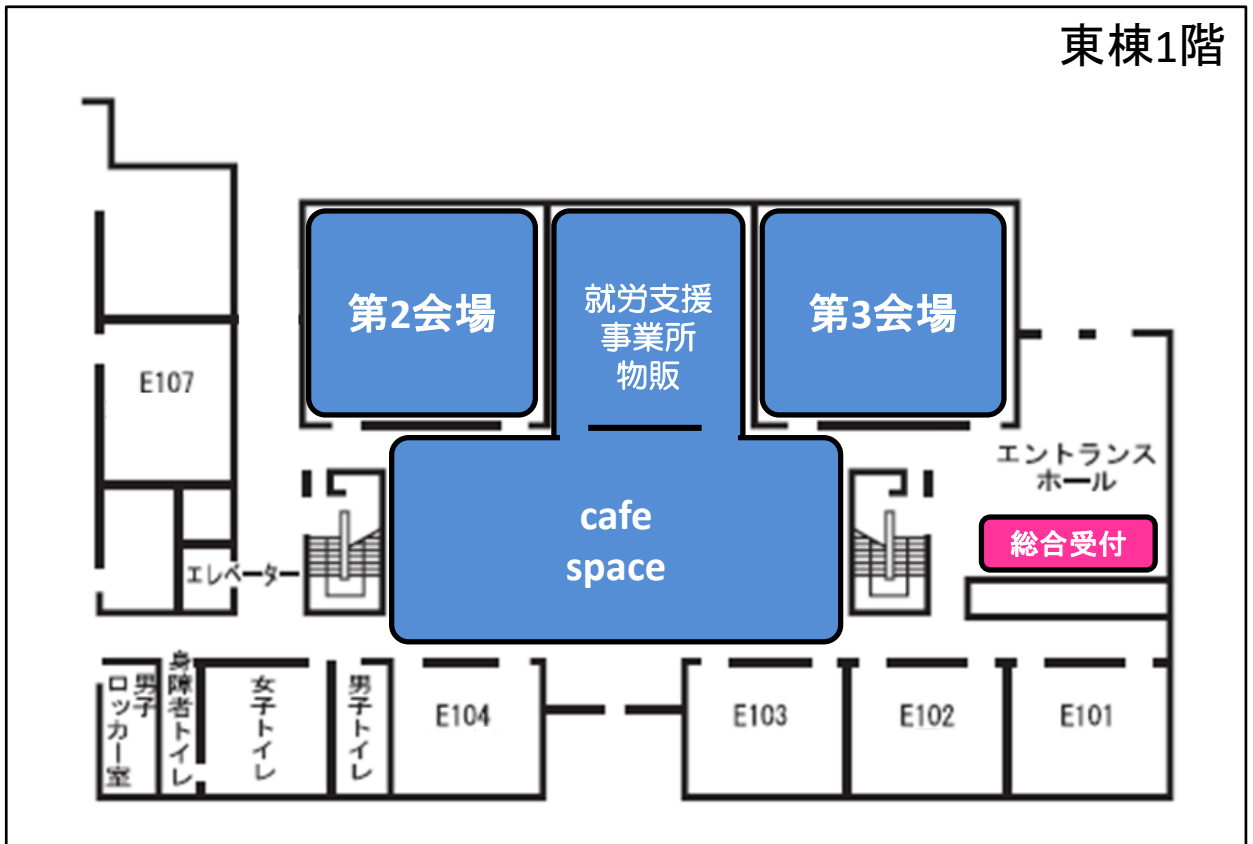 東棟1階
第2会場
就労支援
事業所
物販
第3会場
E107
エントランス
ホール
cafe
space
総合受付
エレベーター
男子
ロッカー室
身障者トイレ
女子トイレ
男子トイレ
E104
E103
E102
E101